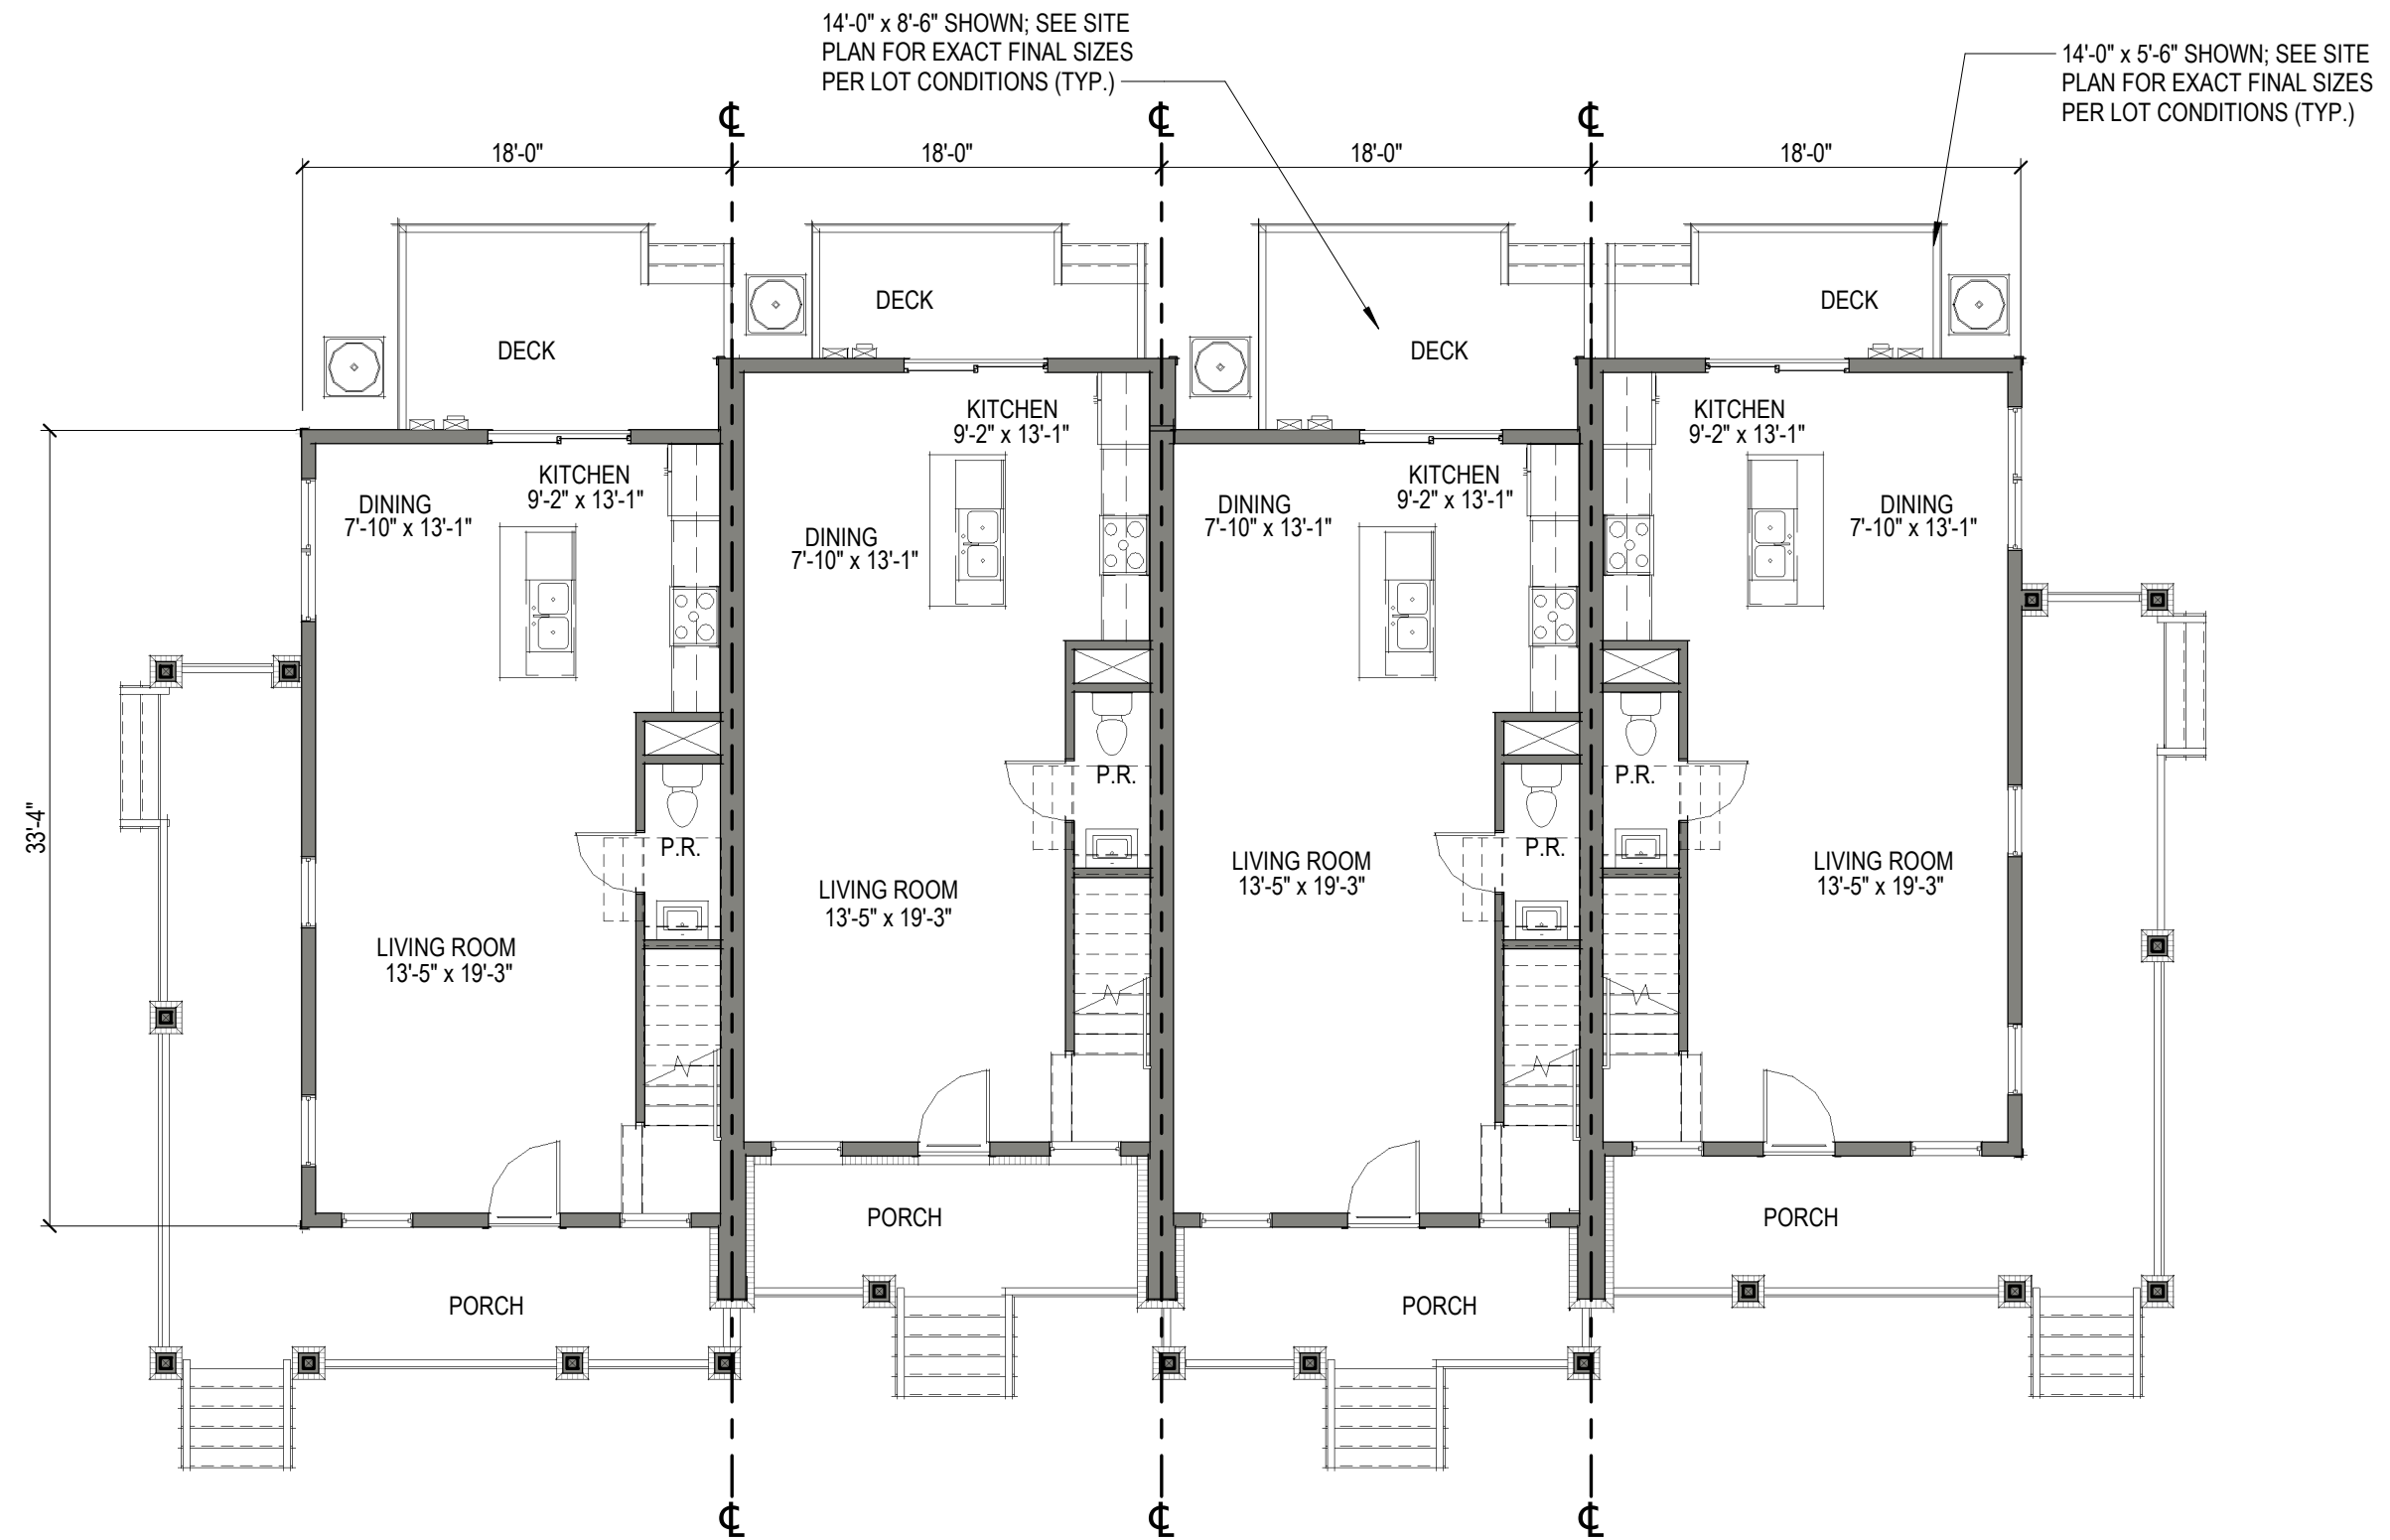 14'-0" x 8'-6" SHOWN; SEE SITE
PLAN FOR EXACT FINAL SIZES
PER LOT CONDITIONS (TYP.)
14'-0" x 5'-6" SHOWN; SEE SITE
PLAN FOR EXACT FINAL SIZES
PER LOT CONDITIONS (TYP.)
℄
℄
℄
18'-0"
18'-0"
18'-0"
18'-0"
DECK
DECK
DECK
DECK
33'-4"
KITCHEN
9'-2" x 13'-1"
DINING
7'-10" x 13'-1"
P.R.
LIVING ROOM
13'-5" x 19'-3"
PORCH
KITCHEN
9'-2" x 13'-1"
DINING
7'-10" x 13'-1"
P.R.
LIVING ROOM
13'-5" x 19'-3"
PORCH
KITCHEN
9'-2" x 13'-1"
DINING
7'-10" x 13'-1"
P.R.
LIVING ROOM
13'-5" x 19'-3"
PORCH
KITCHEN
9'-2" x 13'-1"
DINING
7'-10" x 13'-1"
P.R.
LIVING ROOM
13'-5" x 19'-3"
PORCH
℄
℄
℄